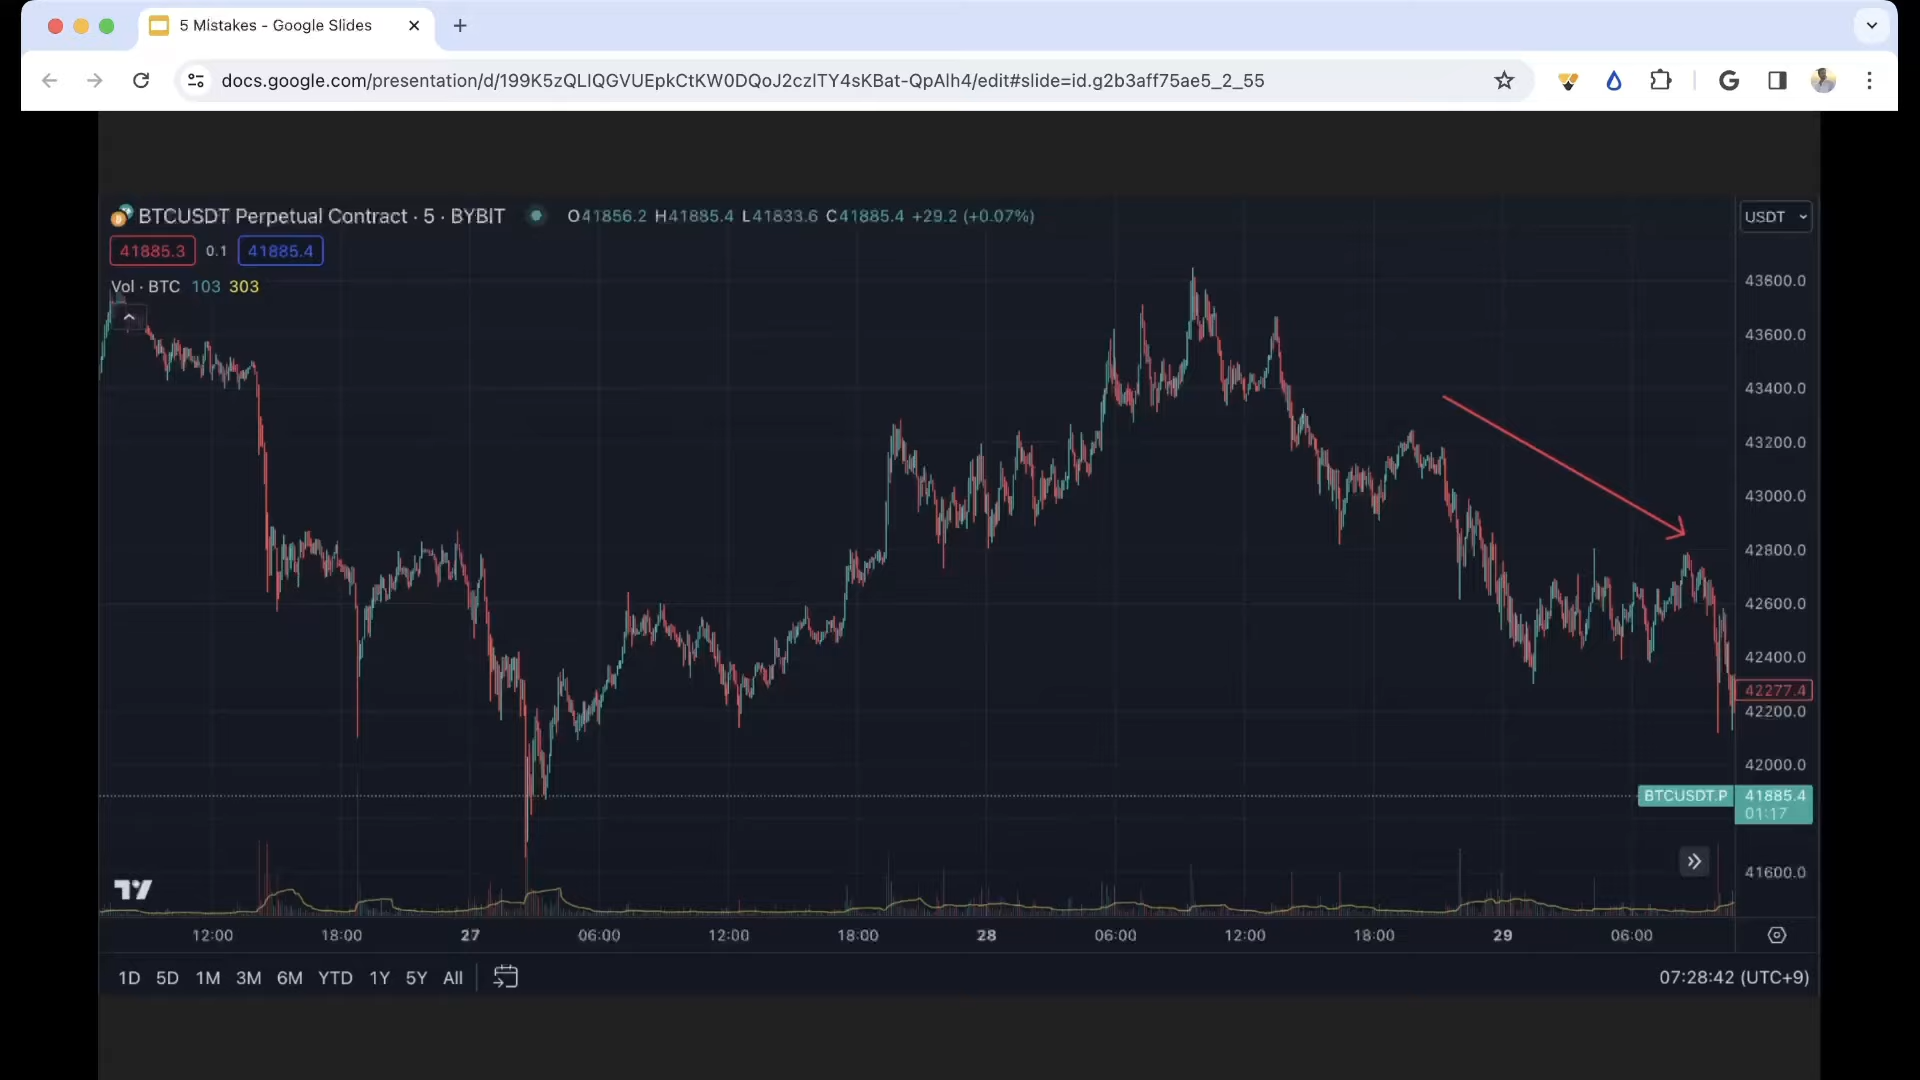 5 Mistakes - Google Slides
docs.google.com/presentation/d/199K5zQLIQGVUEpkCtKW0DQoJ2czlTY4sKBat-QpAlh4/edit#slide=id.g2b3aff75ae5_2_55
BTCUSDT Perpetual Contract · 5 · BYBIT
O41856.2 H41885.4 L41833.6 C41885.4 +29.2 (+0.07%)
USDT
41885.3 0.1 41885.4
Vol · BTC 103 303
43600.0
43600.0
43400.0
43200.0
43000.0
42800.0
42600.0
42400.0
42277.4
42200.0
42000.0
BTCUSDT.P 41885.4
01:17
41600.0
12:00 18:00 27 06:00 12:00 18:00 28 06:00 12:00 18:00 29 06:00
1D 5D 1M 3M 6M YTD 1Y 5Y All
07:28:42 (UTC+9)